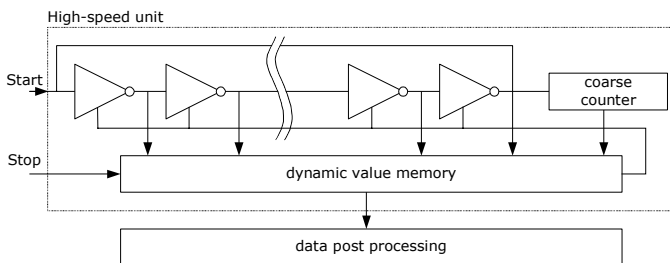 High-speed unit
Start
coarse
counter
Stop
dynamic value memory
data post processing